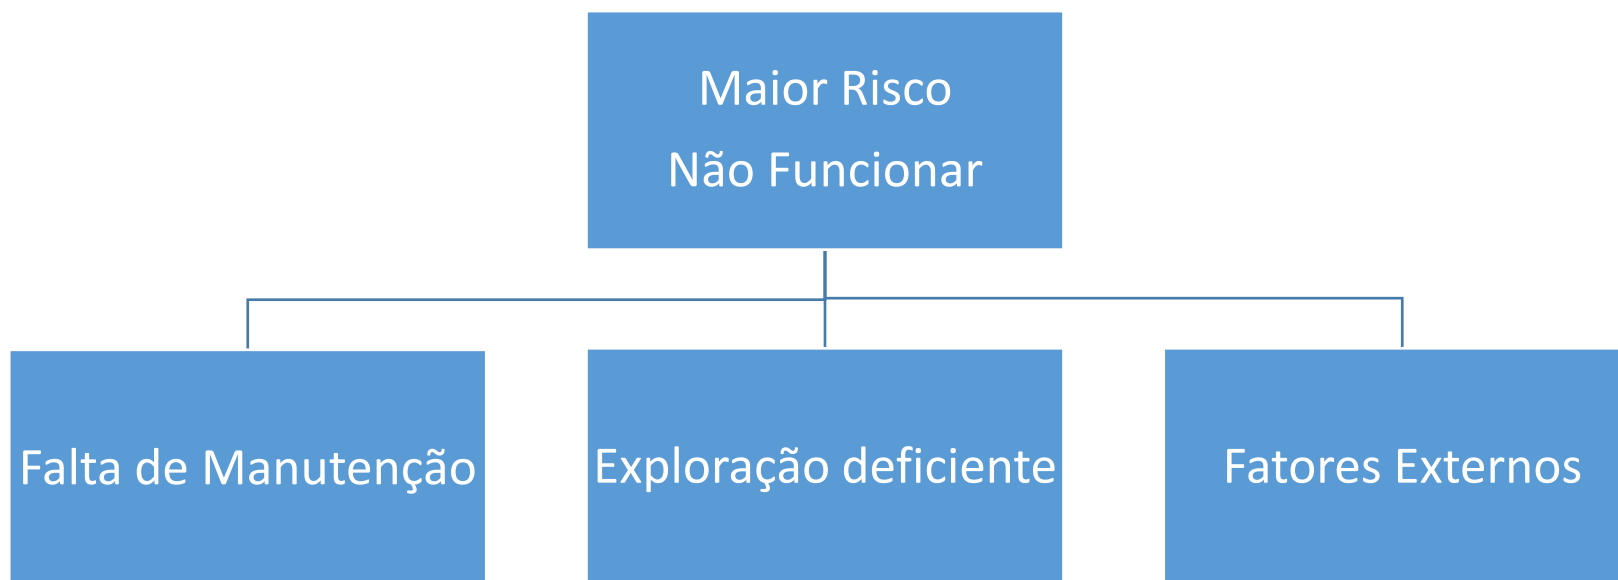 Maior Risco
Não Funcionar
Falta de Manutenção
Exploração deficiente
Fatores Externos